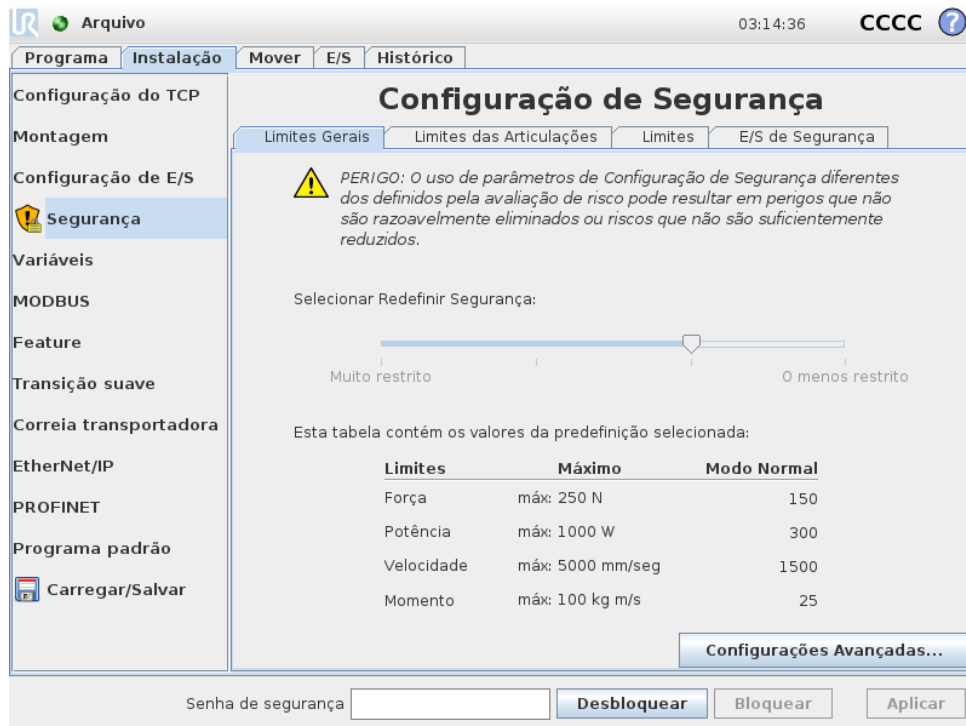 UR Arquivo 03:14:36 CCCC ?
Programa Instalação Mover E/S Histórico
Configuração do TCP
Montagem
Configuração de E/S
Segurança
Variáveis
MODBUS
Feature
Transição suave
Correia transportadora
EtherNet/IP
PROFINET
Programa padrão
Carregar/Salvar
Configuração de Segurança
Limites Gerais Limites das Articulações Limites E/S de Segurança
PERIGO: O uso de parâmetros de Configuração de Segurança diferentes
dos definidos pela avaliação de risco pode resultar em perigos que não
são razoavelmente eliminados ou riscos que não são suficientemente
reduzidos.
Selecionar Redefinir Segurança:
Muito restrito O menos restrito
Esta tabela contém os valores da predefinição selecionada:
Limites Máximo Modo Normal
Força máx: 250 N 150
Potência máx: 1000 W 300
Velocidade máx: 5000 mm/seg 1500
Momento máx: 100 kg m/s 25
Configurações Avançadas...
Senha de segurança Desbloquear Bloquear Aplicar